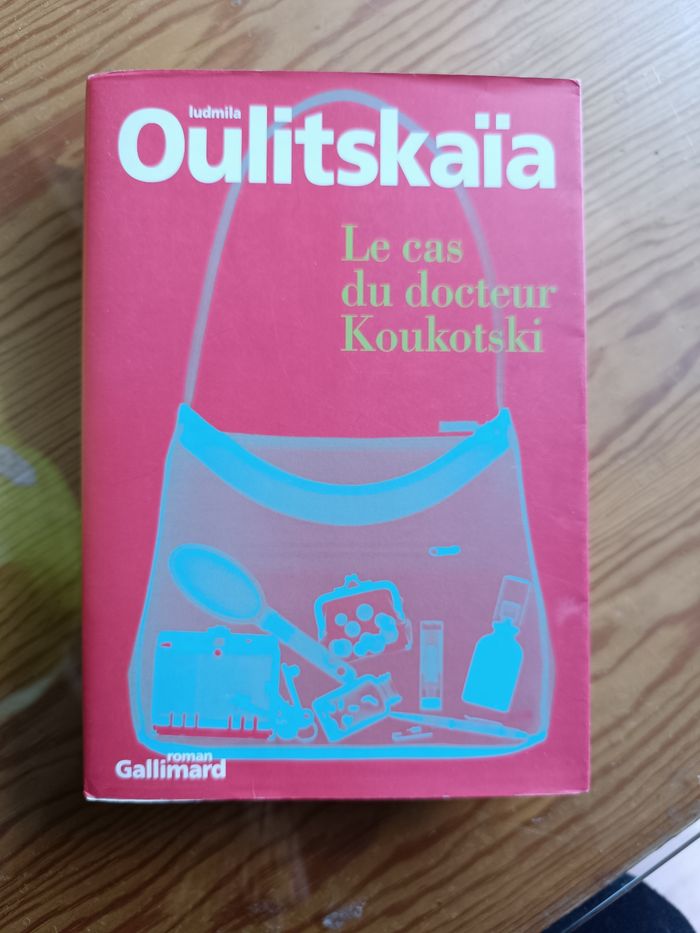 ludmila
Oulitskaïa
Le cas
du docteur
Koukotski
roman
Gallimard